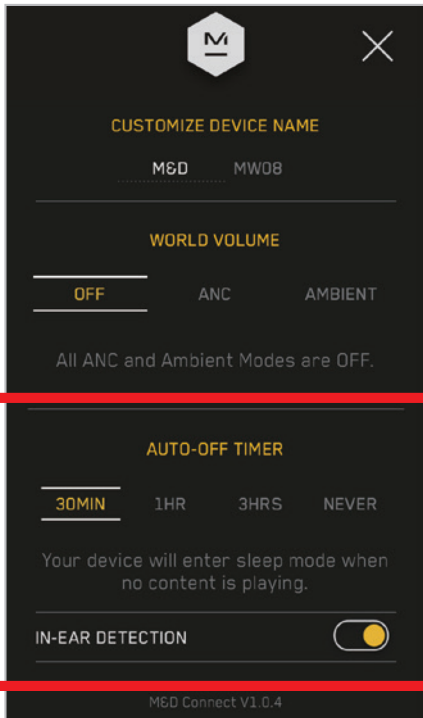 M
CUSTOMIZE DEVICE NAME
M&D MW08
WORLD VOLUME
OFF ANC AMBIENT
All ANC and Ambient Modes are OFF.
AUTO-OFF TIMER
30MIN 1HR 3HRS NEVER
Your device will enter sleep mode when
no content is playing.
IN-EAR DETECTION
M&D Connect V1.0.4